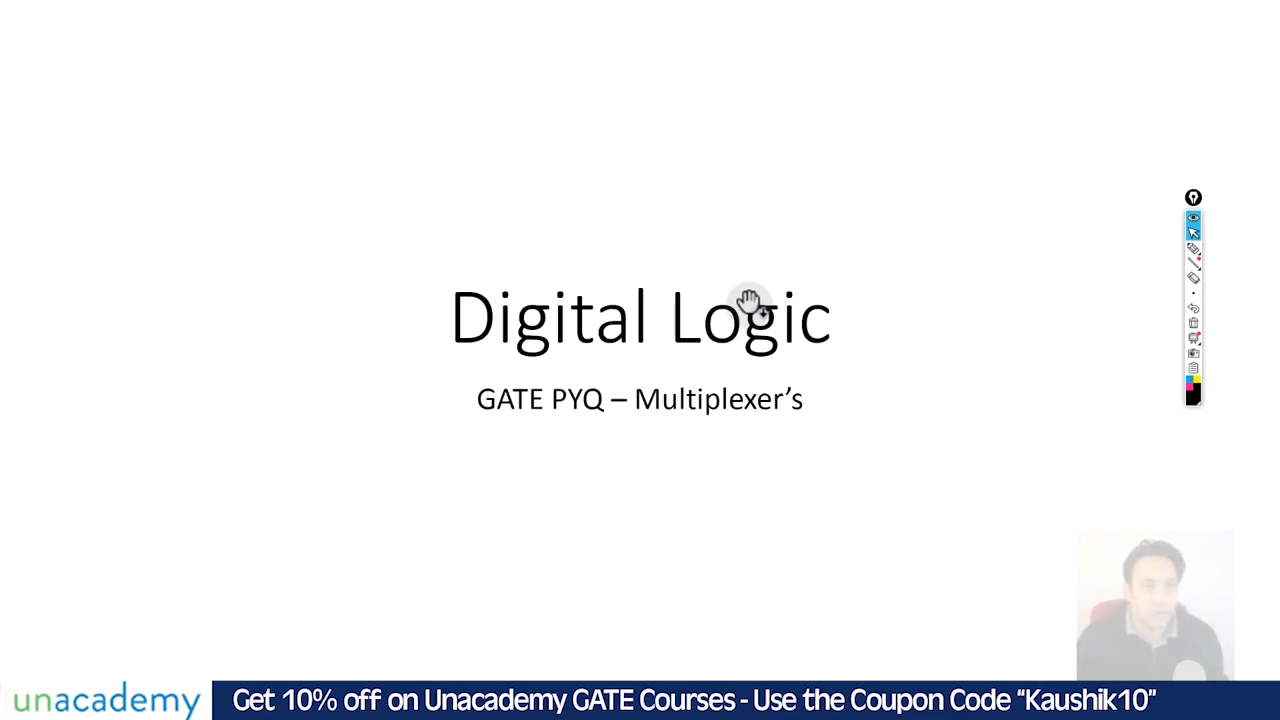 Digital Logic
GATE PYQ – Multiplexer’s
unacademy
Get 10% off on Unacademy GATE Courses - Use the Coupon Code “Kaushik10”